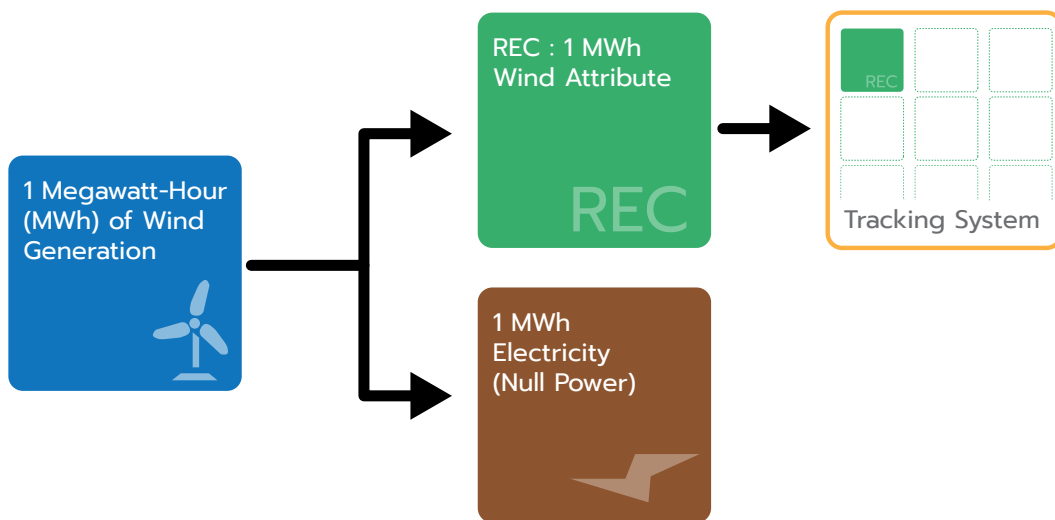 1 Megawatt-Hour
(MWh) of Wind
Generation
REC : 1 MWh
Wind Attribute
REC
REC
Tracking System
1 MWh
Electricity
(Null Power)